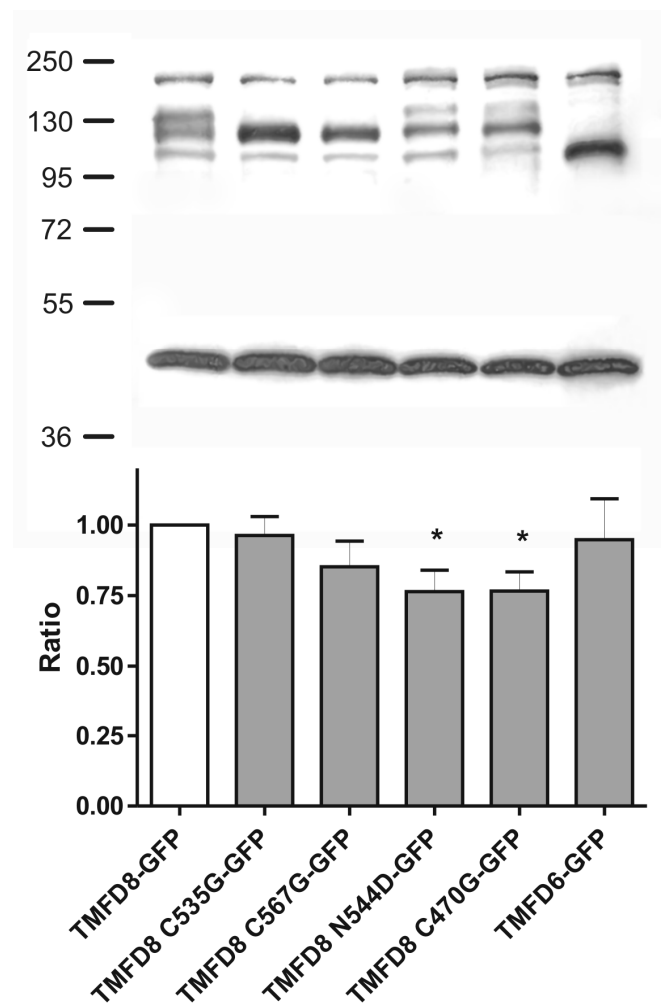 250
130
95
72
55
36
* *
1.00
0.75
0.50
0.25
0.00
Ratio
TMFD8-GFP
TMFD8 C535G-GFP
TMFD8 C567G-GFP
TMFD8 N544D-GFP
TMFD8 C470G-GFP
TMFD6-GFP